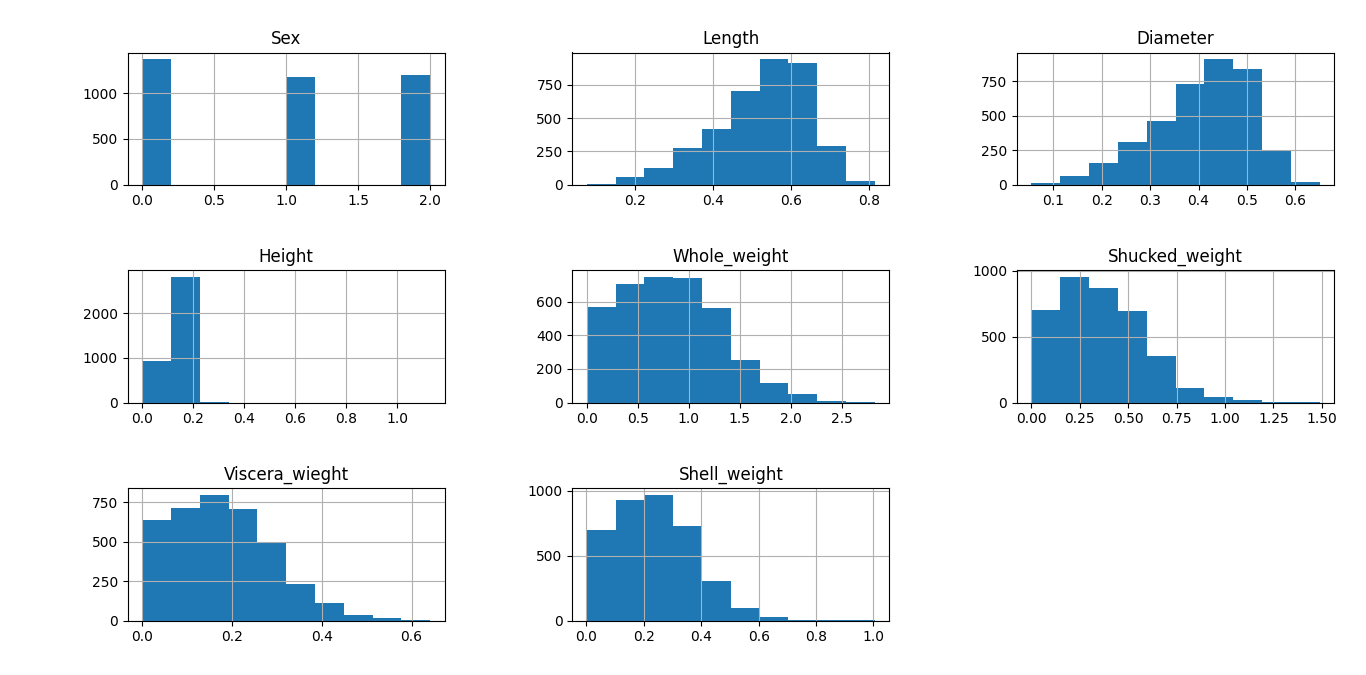 Sex
Length
Diameter
1000
500
0
0.0 0.5 1.0 1.5 2.0
750
500
250
0
0.2 0.4 0.6 0.8
750
500
250
0
0.1 0.2 0.3 0.4 0.5 0.6
Height
Whole_weight
Shucked_weight
2000
1000
0
0.0 0.2 0.4 0.6 0.8 1.0
600
400
200
0
0.0 0.5 1.0 1.5 2.0 2.5
1000
500
0
0.00 0.25 0.50 0.75 1.00 1.25 1.50
Viscera_wieght
Shell_weight
750
500
250
0
0.0 0.2 0.4 0.6
1000
500
0
0.0 0.2 0.4 0.6 0.8 1.0